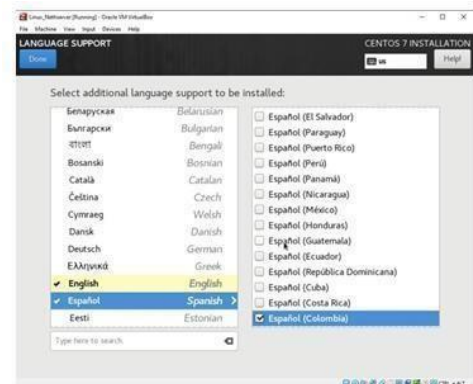 Linux_Nethserver [Running] - Oracle VM VirtualBox
File Machine View Input Devices Help
LANGUAGE SUPPORT
CENTOS 7 INSTALLATION
Done
us
Help!
Select additional language support to be installed:
Беларуская Belarusian
Български Bulgarian
বাংলা Bengali
Bosanski Bosnian
Català Catalan
Čeština Czech
Cymraeg Welsh
Dansk Danish
Deutsch German
Ελληνικά Greek
English English
Español Spanish
Eesti Estonian
Type here to search.
Español (El Salvador)
Español (Paraguay)
Español (Puerto Rico)
Español (Perú)
Español (Panamá)
Español (Nicaragua)
Español (México)
Español (Honduras)
Español (Guatemala)
Español (Ecuador)
Español (República Dominicana)
Español (Cuba)
Español (Costa Rica)
Español (Colombia)